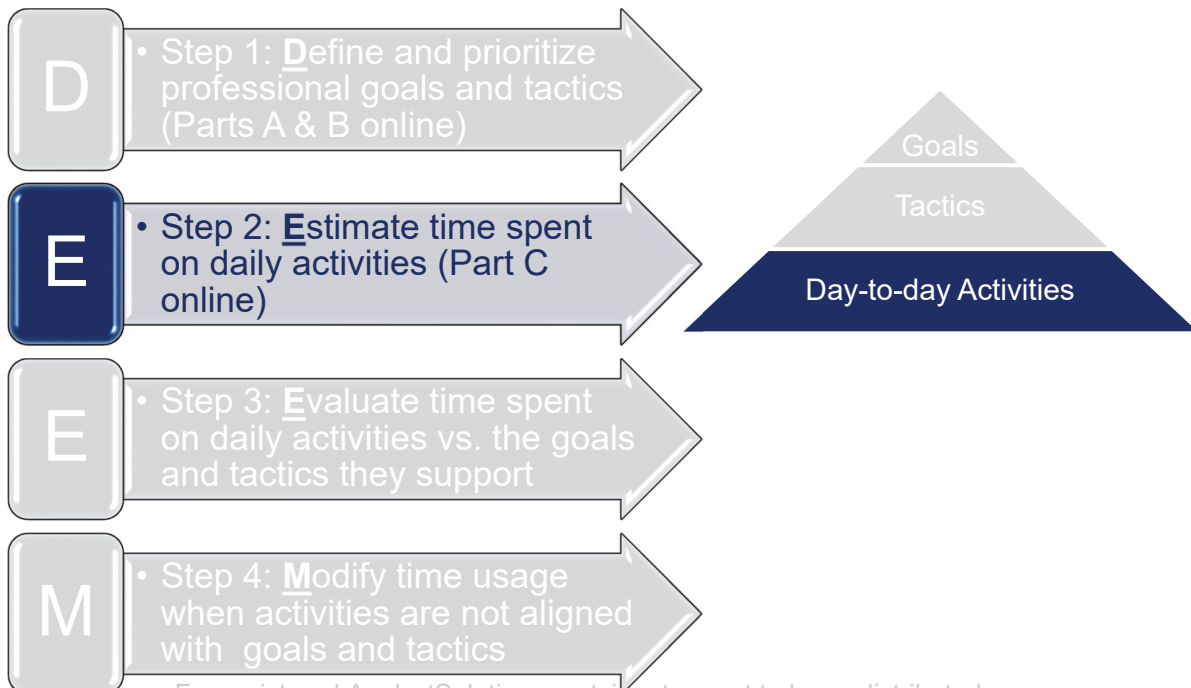 D
• Step 1: Define and prioritize
professional goals and tactics
(Parts A & B online)
Goals
Tactics
Day-to-day Activities
E
• Step 2: Estimate time spent
on daily activities (Part C
online)
E
• Step 3: Evaluate time spent
on daily activities vs. the goals
and tactics they support
M
• Step 4: Modify time usage
when activities are not aligned
with  goals and tactics